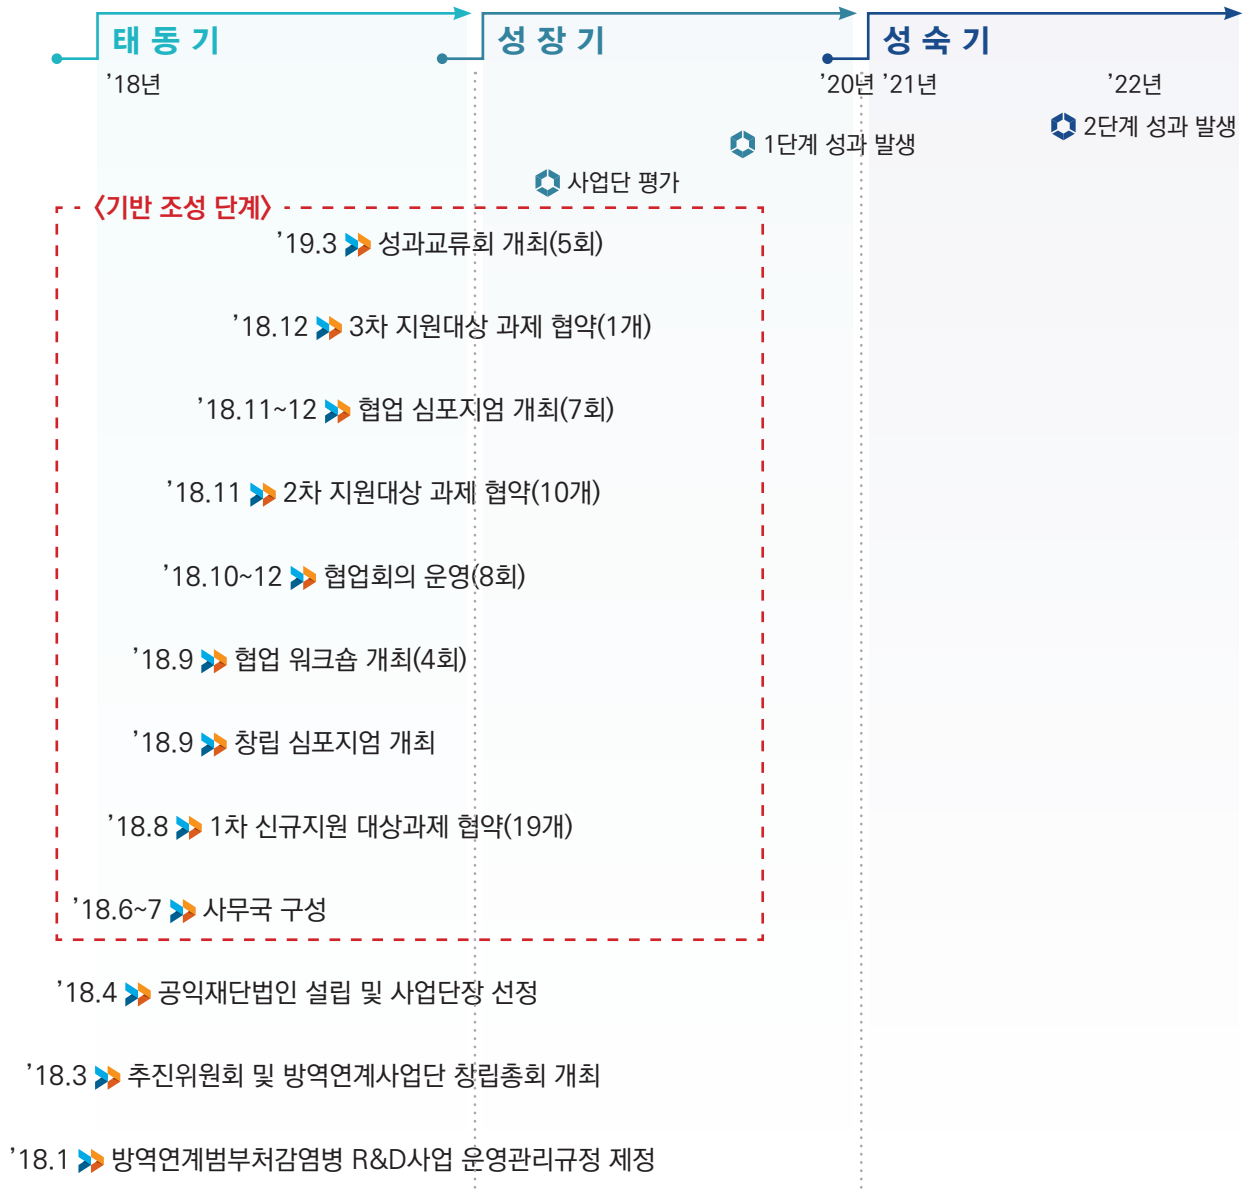 태 동 기
성 장 기
성 숙 기
’18년
’20년
’21년
’22년
2단계 성과 발생
1단계 성과 발생
사업단 평가
〈기반 조성 단계〉
’19.3 성과교류회 개최(5회)
’18.12 3차 지원대상 과제 협약(1개)
’18.11~12 협업 심포지엄 개최(7회)
’18.11 2차 지원대상 과제 협약(10개)
’18.10~12 협업회의 운영(8회)
’18.9 협업 워크숍 개최(4회)
’18.9 창립 심포지엄 개최
’18.8 1차 신규지원 대상과제 협약(19개)
’18.6~7 사무국 구성
’18.4 공익재단법인 설립 및 사업단장 선정
’18.3 추진위원회 및 방역연계사업단 창립총회 개최
’18.1 방역연계범부처감염병 R&D사업 운영관리규정 제정